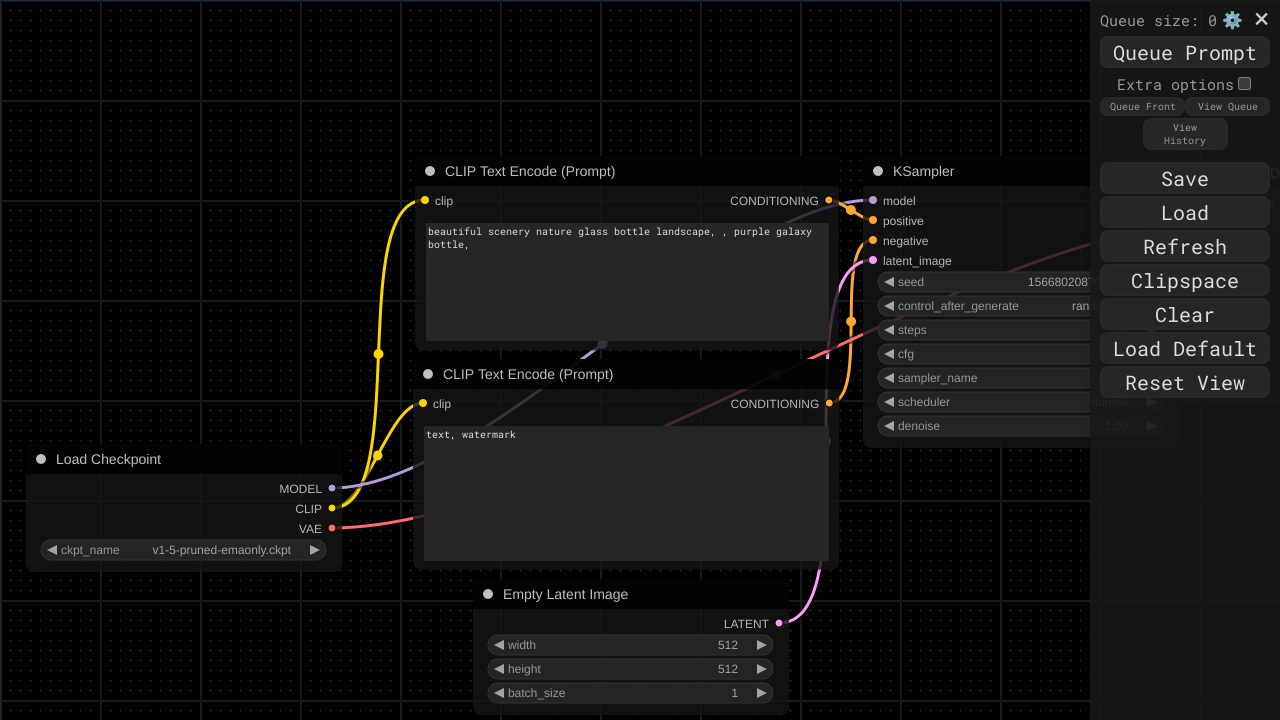 Queue size: 0
Queue Prompt
Extra options
Queue Front
View Queue
View
History
Save
Load
Refresh
Clipspace
Clear
Load Default
Reset View
CLIP Text Encode (Prompt)
clip
CONDITIONING
beautiful scenery nature glass bottle landscape, , purple galaxy
bottle,
CLIP Text Encode (Prompt)
clip
CONDITIONING
text, watermark
KSampler
model
positive
negative
latent_image
seed
control_after_generate
steps
cfg
sampler_name
scheduler normal
denoise 1.00
Load Checkpoint
MODEL
CLIP
VAE
ckpt_name v1-5-pruned-emaonly.ckpt
Empty Latent Image
LATENT
width 512
height 512
batch_size 1